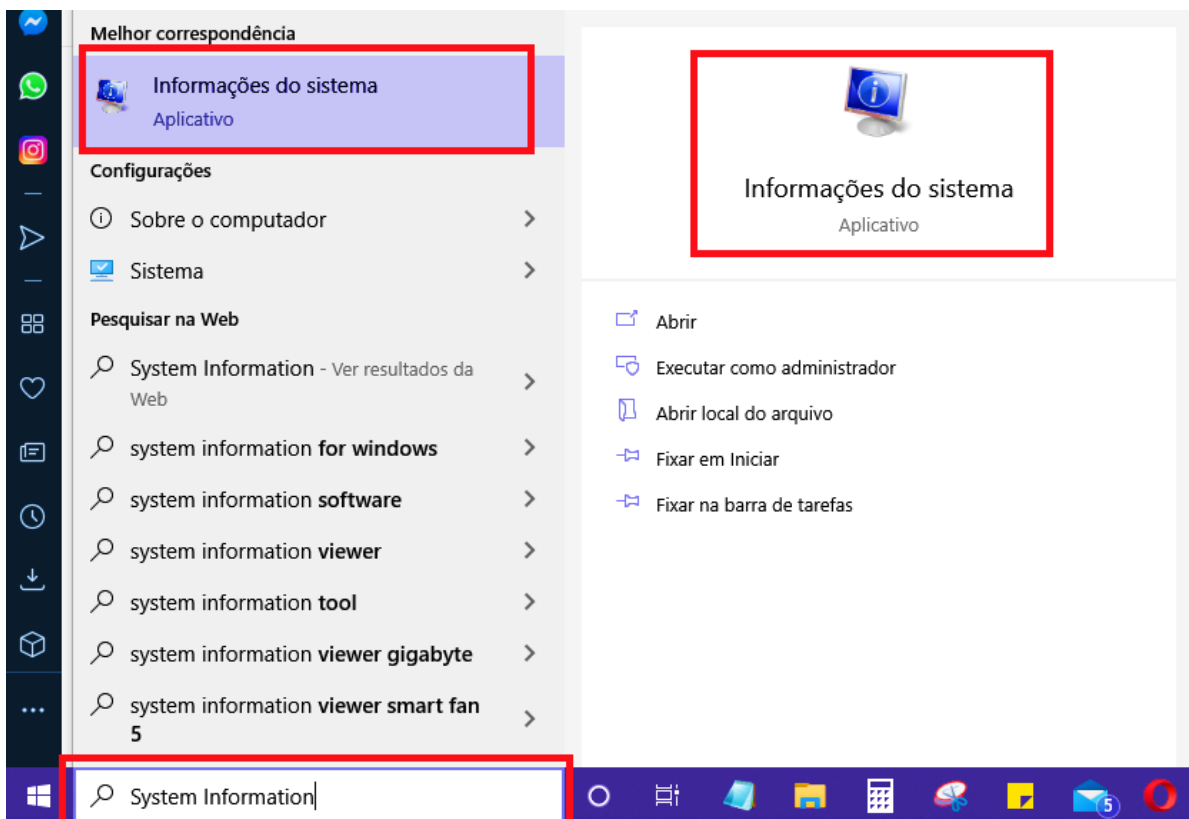 Melhor correspondência
Informações do sistema
Aplicativo
Configurações
Sobre o computador
Sistema
Pesquisar na Web
System Information - Ver resultados da
Web
system information for windows
system information software
system information viewer
system information tool
system information viewer gigabyte
system information viewer smart fan
5
System Information
Informações do sistema
Aplicativo
Abrir
Executar como administrador
Abrir local do arquivo
Fixar em Iniciar
Fixar na barra de tarefas
5